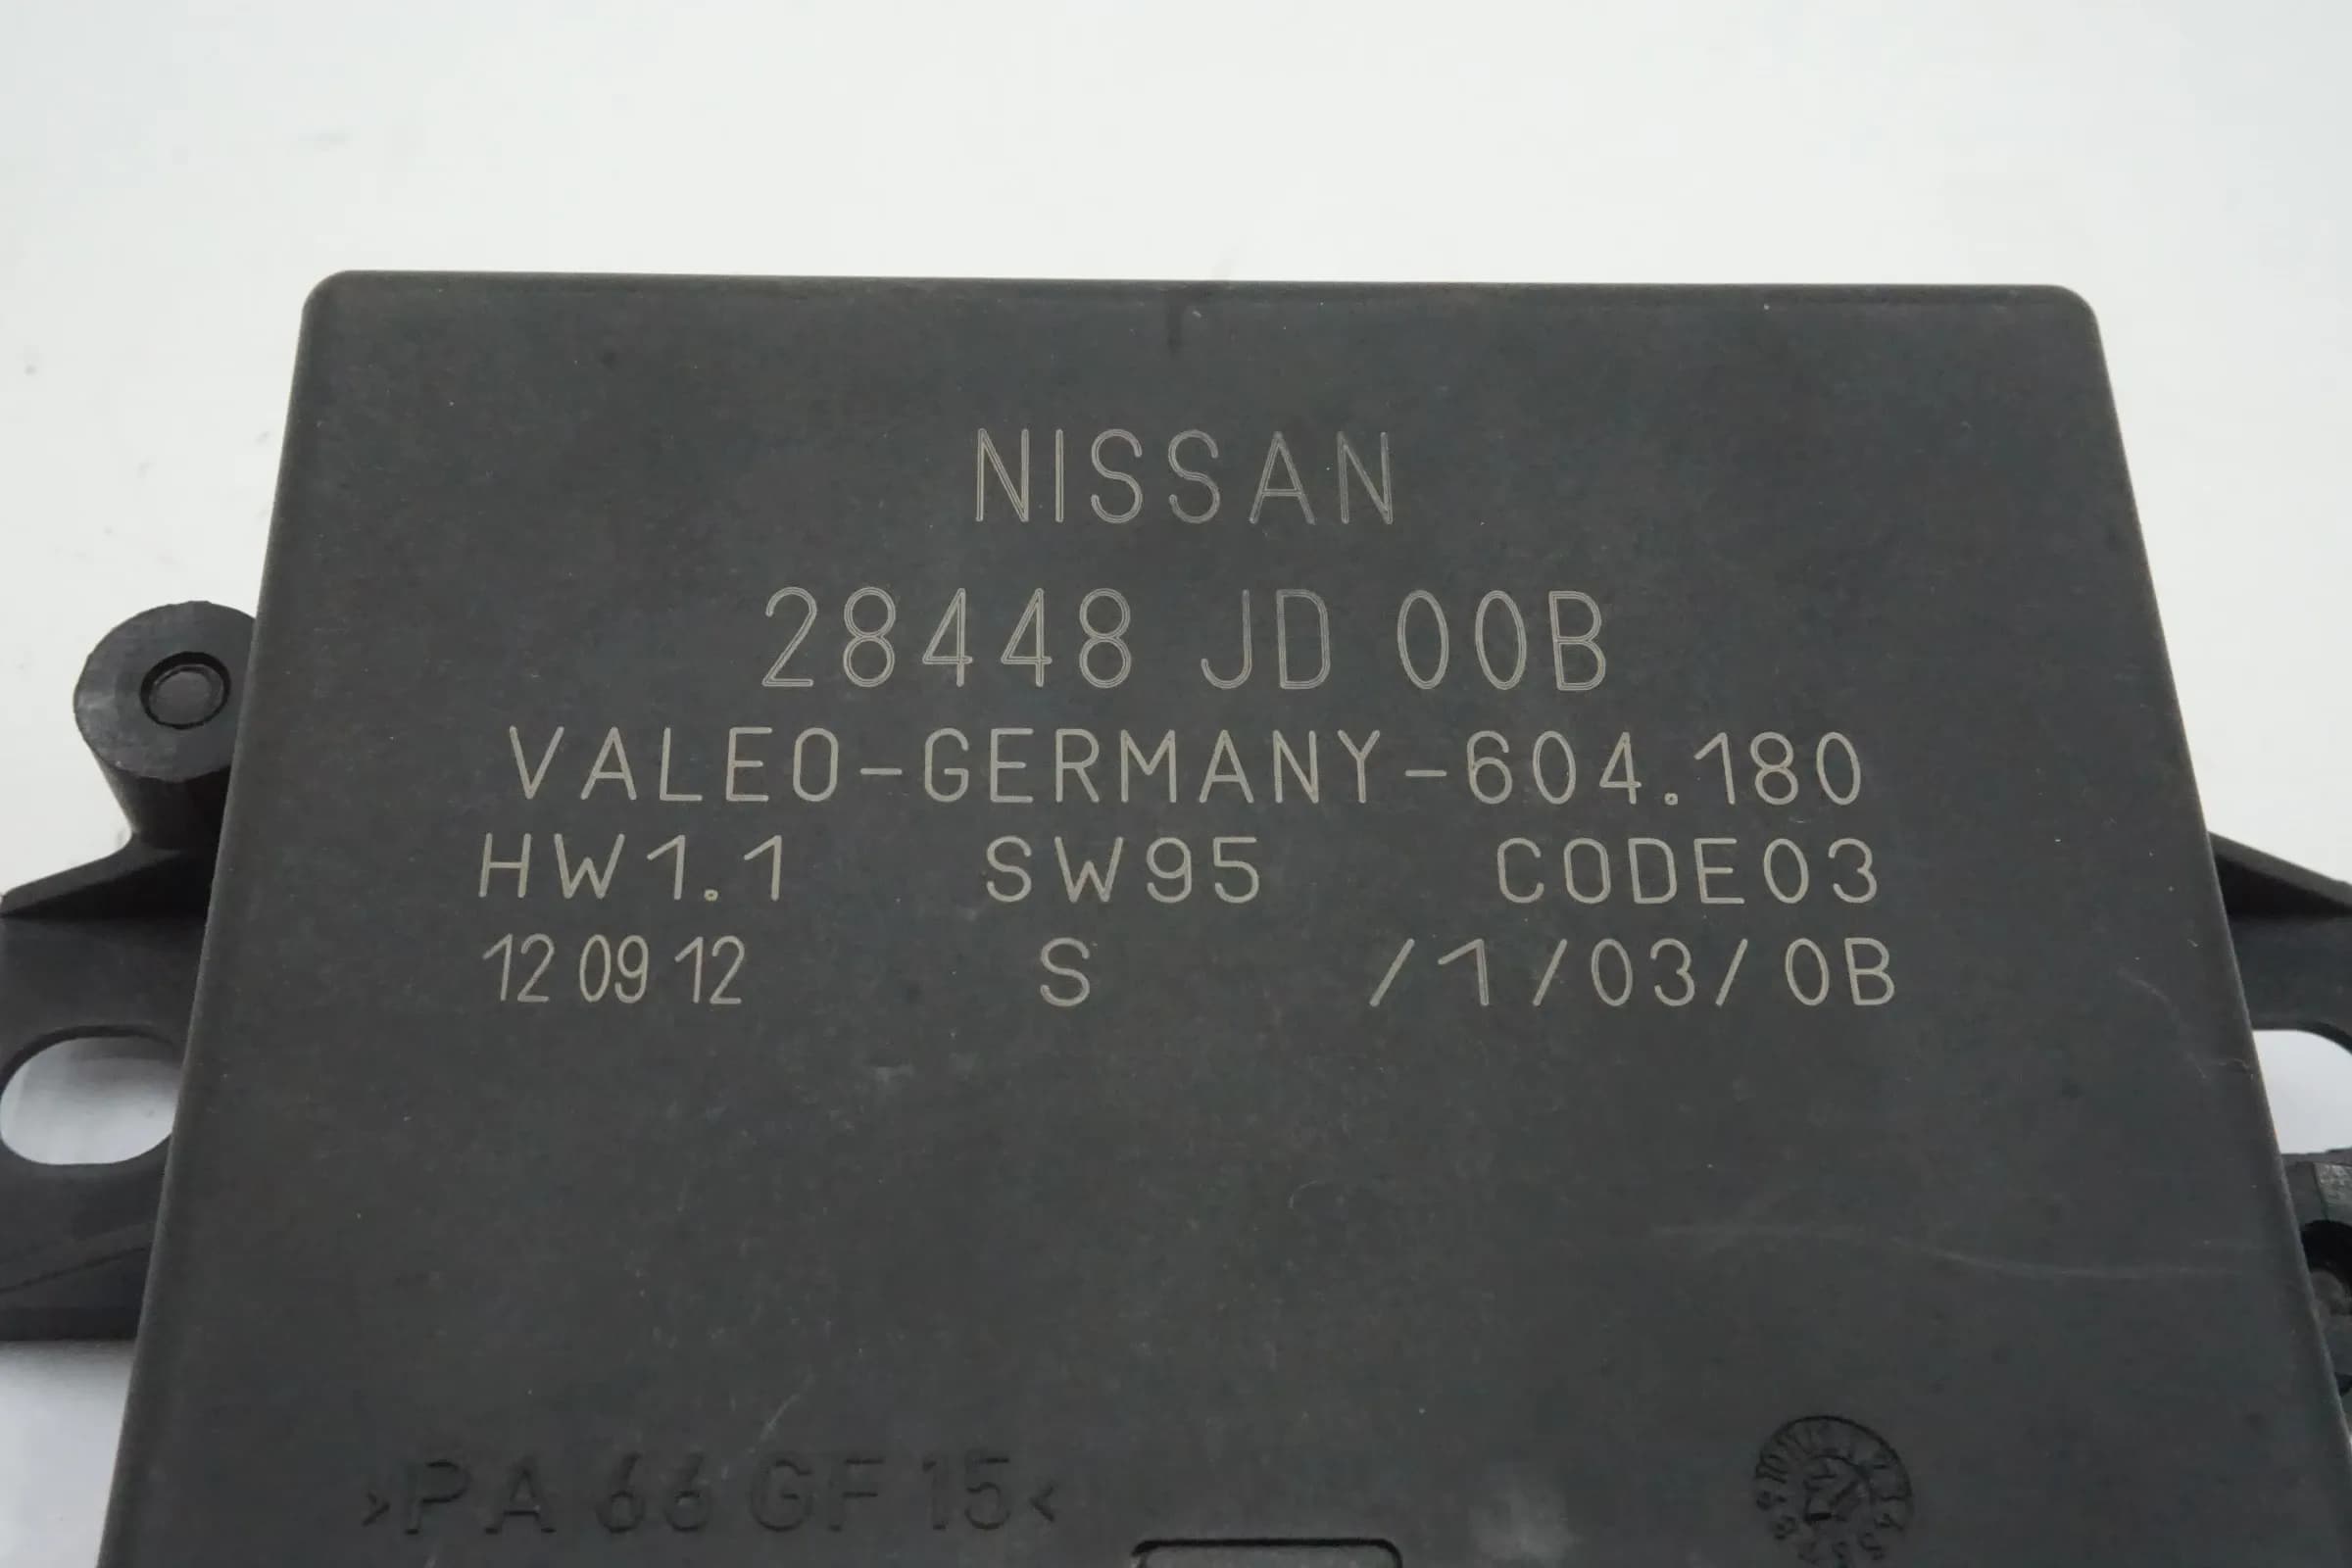 NISSAN
28448 JD 00B
VALEO-GERMANY-604.180
HW1.1 SW95 CODE03
12 09 12 S /1/03/0B
>PA 66 GF 15<